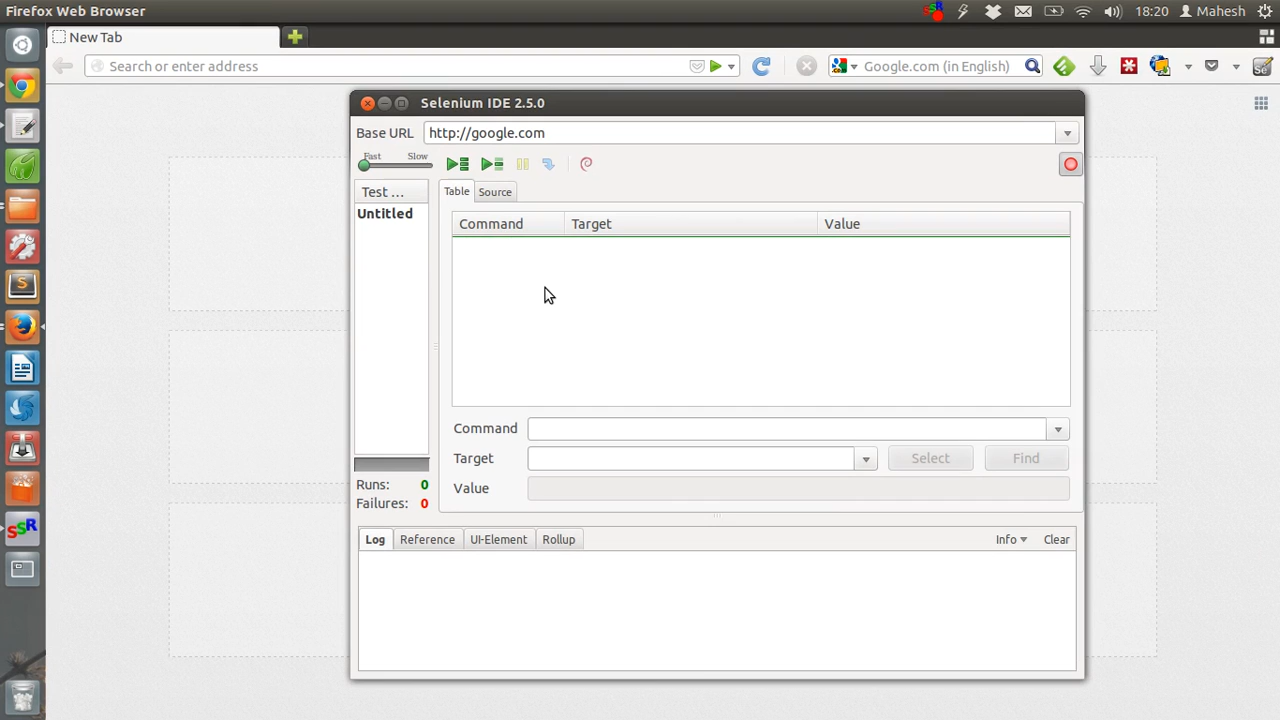 Firefox Web Browser
18:20 Mahesh
New Tab
Search or enter address
Google.com (in English)
Selenium IDE 2.5.0
Base URL http://google.com
Fast Slow
Test ...
Table Source
Untitled
Command Target Value
Command
Target Select Find
Value
Runs: 0
Failures: 0
Log Reference UI-Element Rollup Info Clear
SSR